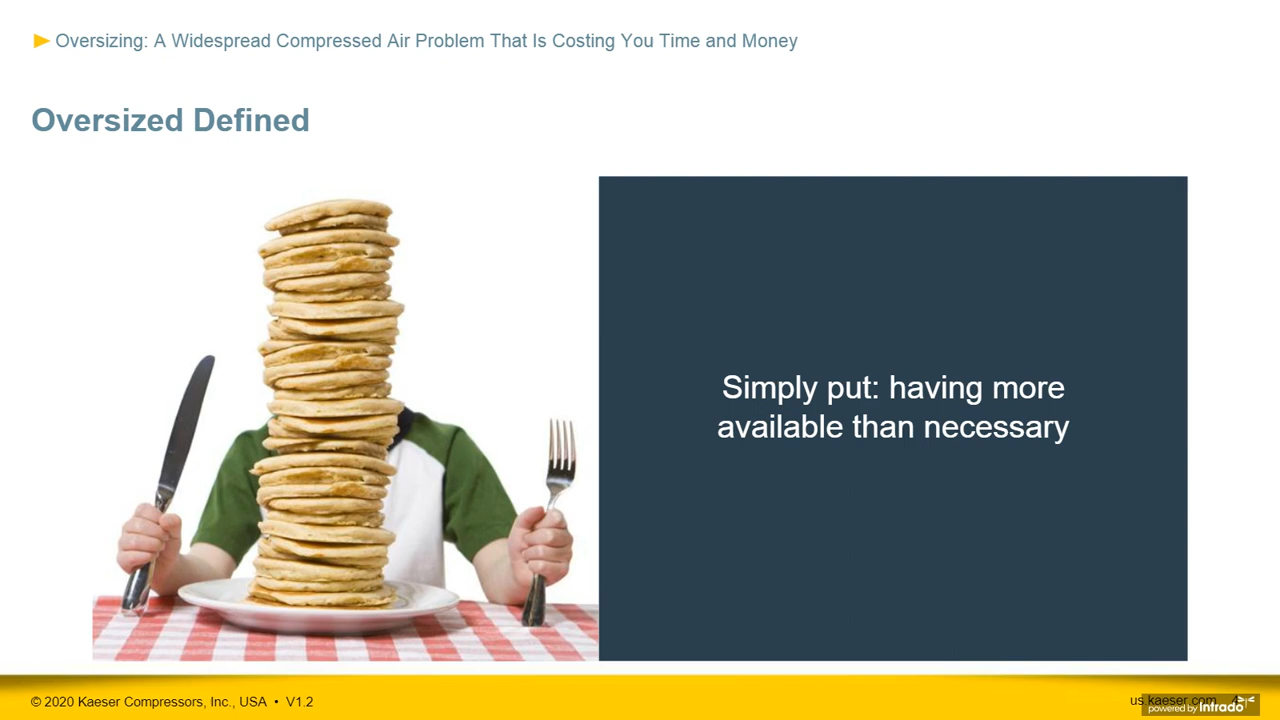 Oversizing: A Widespread Compressed Air Problem That Is Costing You Time and Money
Oversized Defined
Simply put: having more
available than necessary
© 2020 Kaeser Compressors, Inc., USA • V1.2
us.kaeser.com
powered by intrado